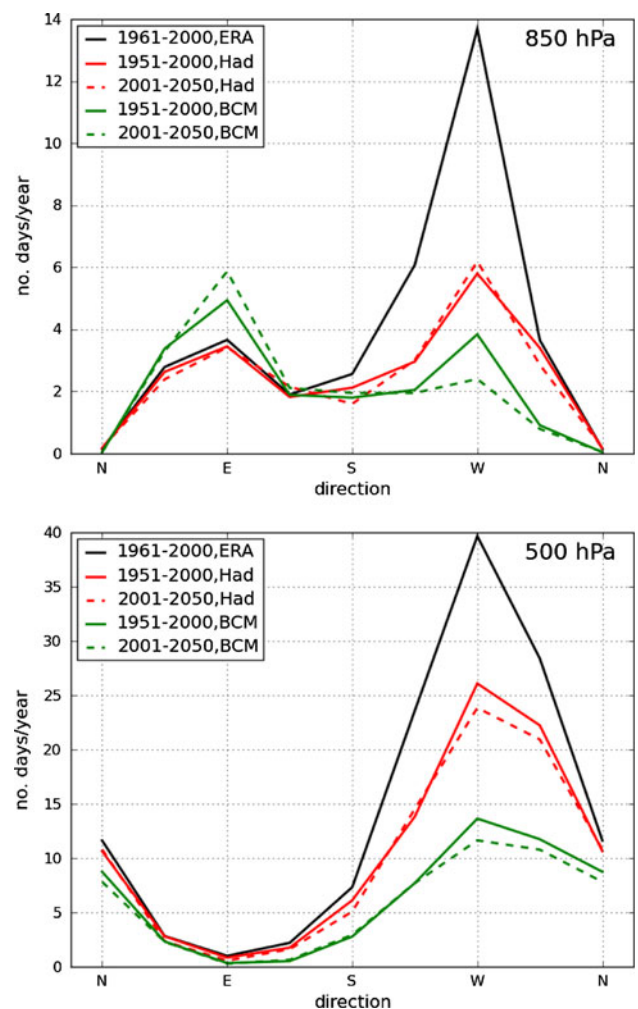 850 hPa
1961-2000,ERA
1951-2000,Had
2001-2050,Had
1951-2000,BCM
2001-2050,BCM
no. days/year
14
12
10
8
6
4
2
0
N E S W N
direction
500 hPa
1961-2000,ERA
1951-2000,Had
2001-2050,Had
1951-2000,BCM
2001-2050,BCM
no. days/year
40
35
30
25
20
15
10
5
0
N E S W N
direction